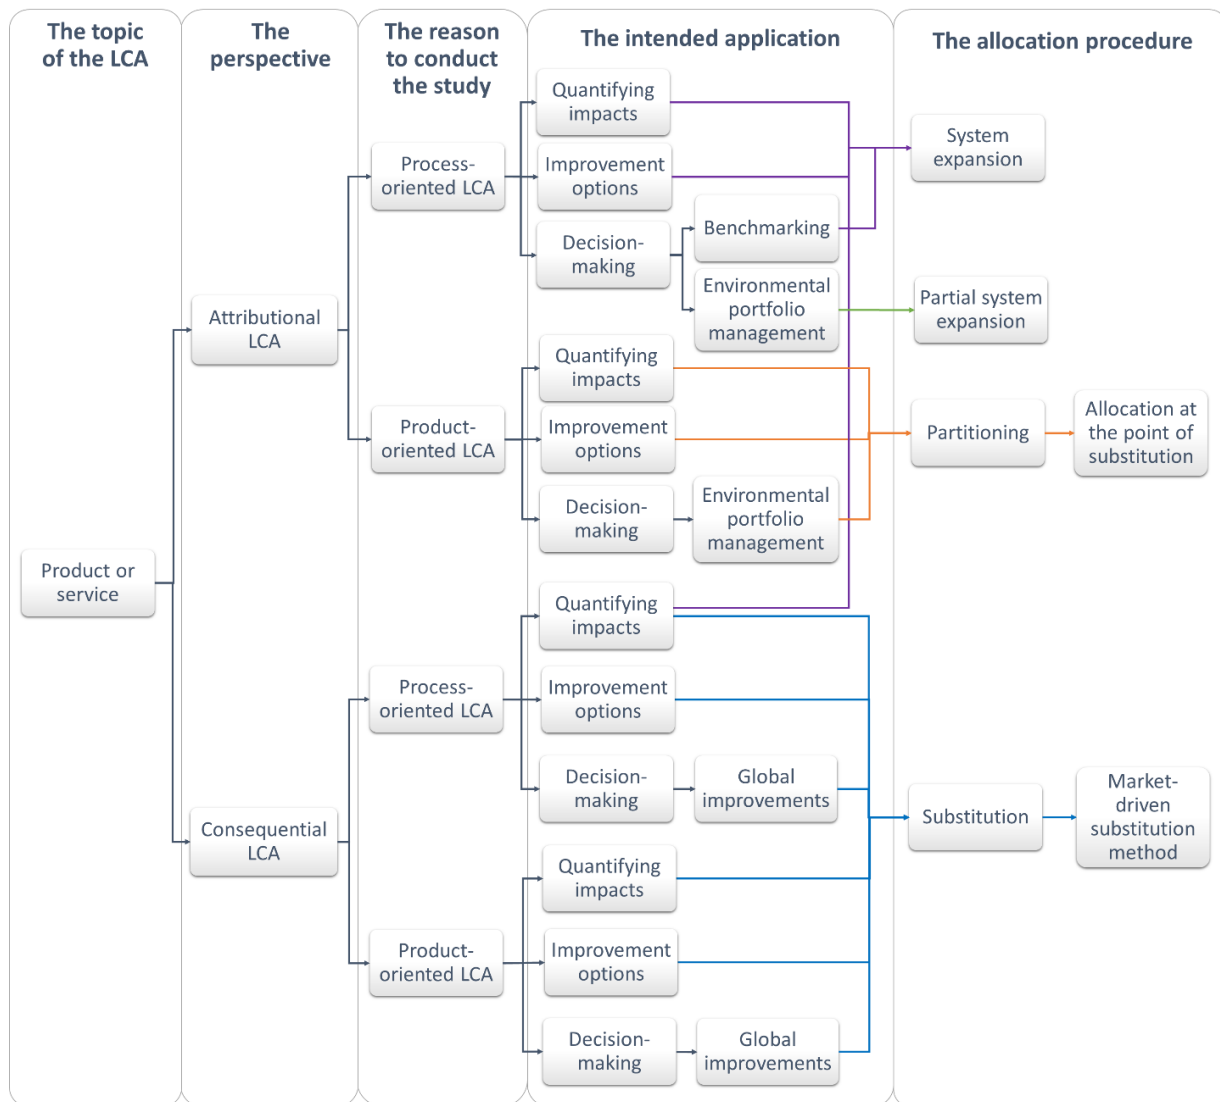 The topic
of the LCA
The
perspective
The reason
to conduct
the study
The intended application
The allocation procedure
Product or
service
Attributional
LCA
Consequential
LCA
Process-
oriented LCA
Product-
oriented LCA
Process-
oriented LCA
Product-
oriented LCA
Quantifying
impacts
Improvement
options
Decision-
making
Benchmarking
Environmental
portfolio
management
Quantifying
impacts
Improvement
options
Decision-
making
Environmental
portfolio
management
Quantifying
impacts
Improvement
options
Decision-
making
Global
improvements
Quantifying
impacts
Improvement
options
Decision-
making
Global
improvements
System
expansion
Partial system
expansion
Partitioning
Allocation at
the point of
substitution
Substitution
Market-
driven
substitution
method